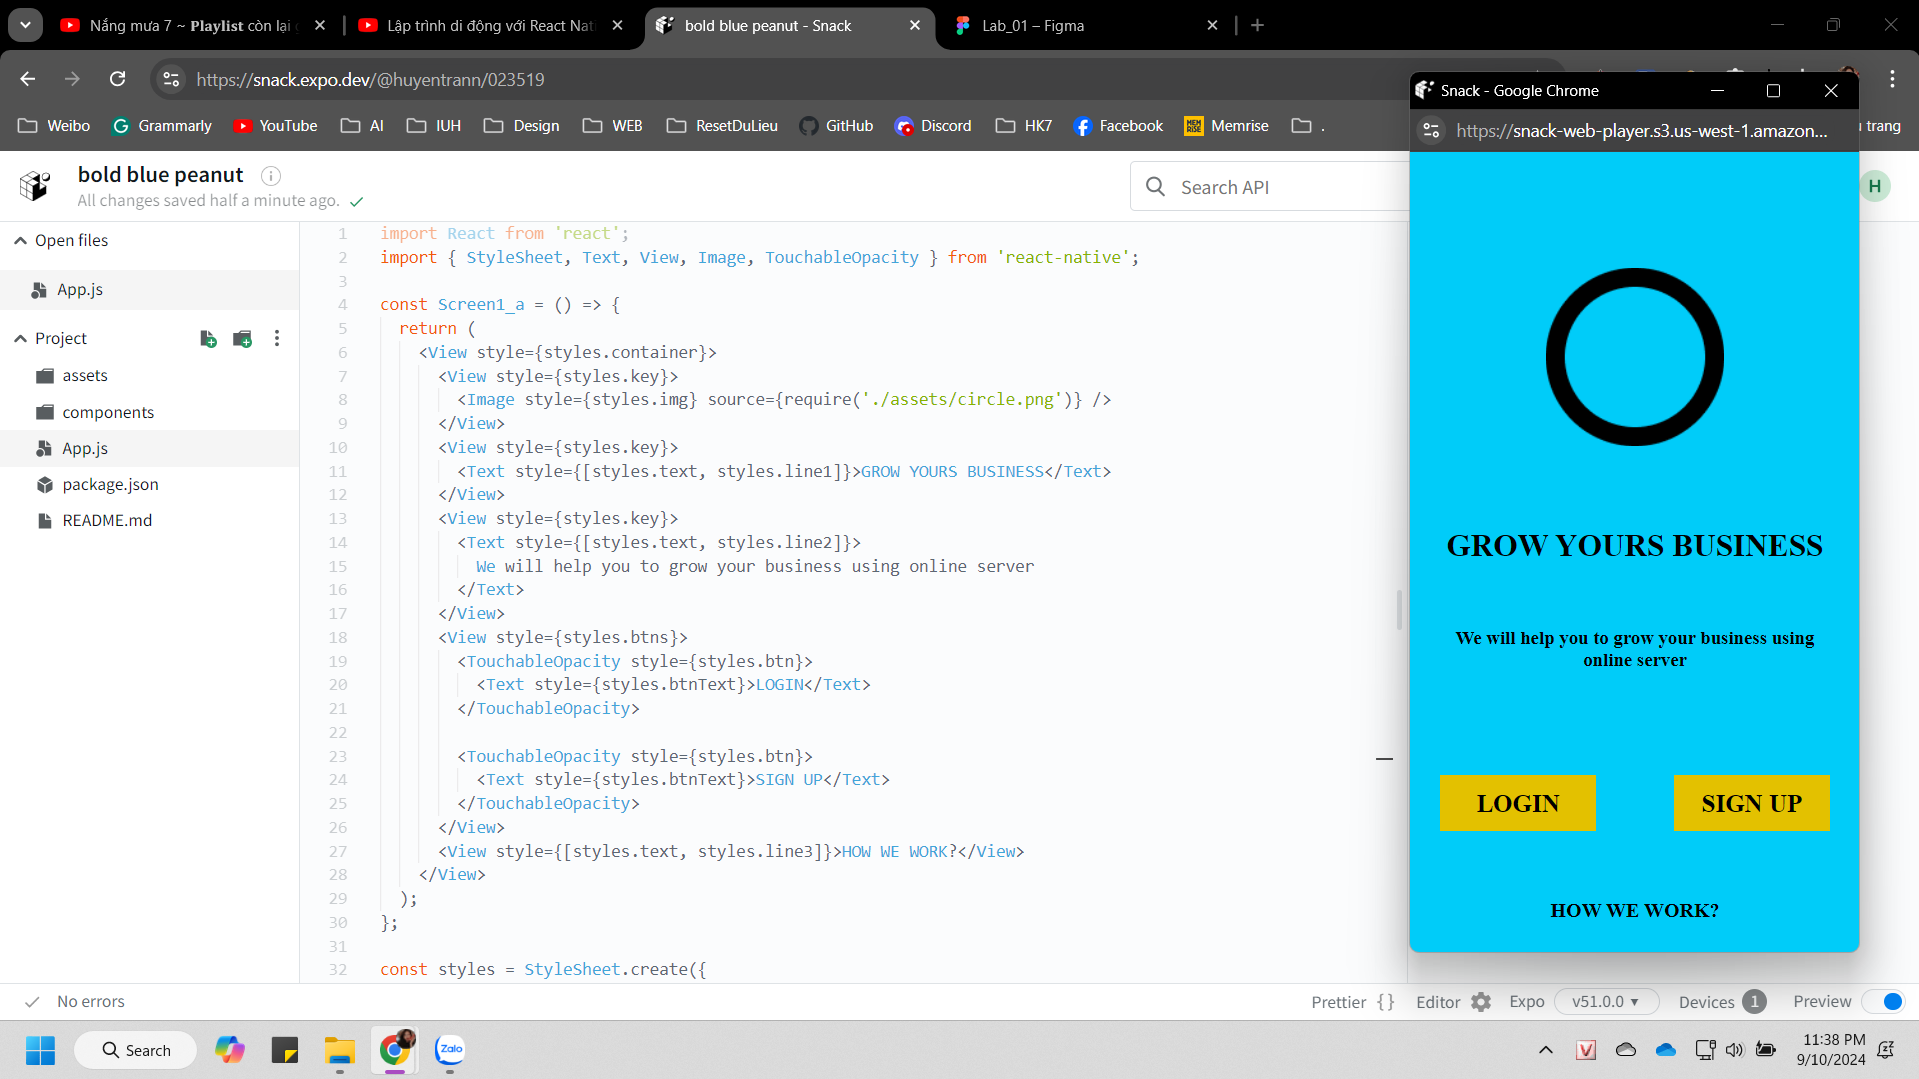 Nắng mưa 7 ~ Playlist còn lại g
Lập trình di động với React Nati
bold blue peanut - Snack
Lab_01 – Figma
https://snack.expo.dev/@huyentrann/023519
Weibo
Grammarly
YouTube
AI
IUH
Design
WEB
ResetDuLieu
GitHub
Discord
HK7
Facebook
MEM RISE
Memrise
.
trang
bold blue peanut
All changes saved half a minute ago.
Search API
H
Open files
App.js
Project
assets
components
App.js
package.json
README.md
1 import React from 'react';
2 import { StyleSheet, Text, View, Image, TouchableOpacity } from 'react-native';
3
4 const Screen1_a = () => {
5 return (
6 <View style={styles.container}>
7 <View style={styles.key}>
8 <Image style={styles.img} source={require('./assets/circle.png')} />
9 </View>
10 <View style={styles.key}>
11 <Text style={[styles.text, styles.line1]}>GROW YOURS BUSINESS</Text>
12 </View>
13 <View style={styles.key}>
14 <Text style={[styles.text, styles.line2]}>
15 We will help you to grow your business using online server
16 </Text>
17 </View>
18 <View style={styles.btns}>
19 <TouchableOpacity style={styles.btn}>
20 <Text style={styles.btnText}>LOGIN</Text>
21 </TouchableOpacity>
22
23 <TouchableOpacity style={styles.btn}>
24 <Text style={styles.btnText}>SIGN UP</Text>
25 </TouchableOpacity>
26 </View>
27 <View style={[styles.text, styles.line3]}>HOW WE WORK?</View>
28 </View>
29 );
30 };
31
32 const styles = StyleSheet.create({
Snack - Google Chrome
https://snack-web-player.s3.us-west-1.amazon...
GROW YOURS BUSINESS
We will help you to grow your business using
online server
LOGIN
SIGN UP
HOW WE WORK?
No errors
Prettier {}
Editor
Expo
v51.0.0
Devices 1
Preview
Search
Zalo
V
11:38 PM
9/10/2024